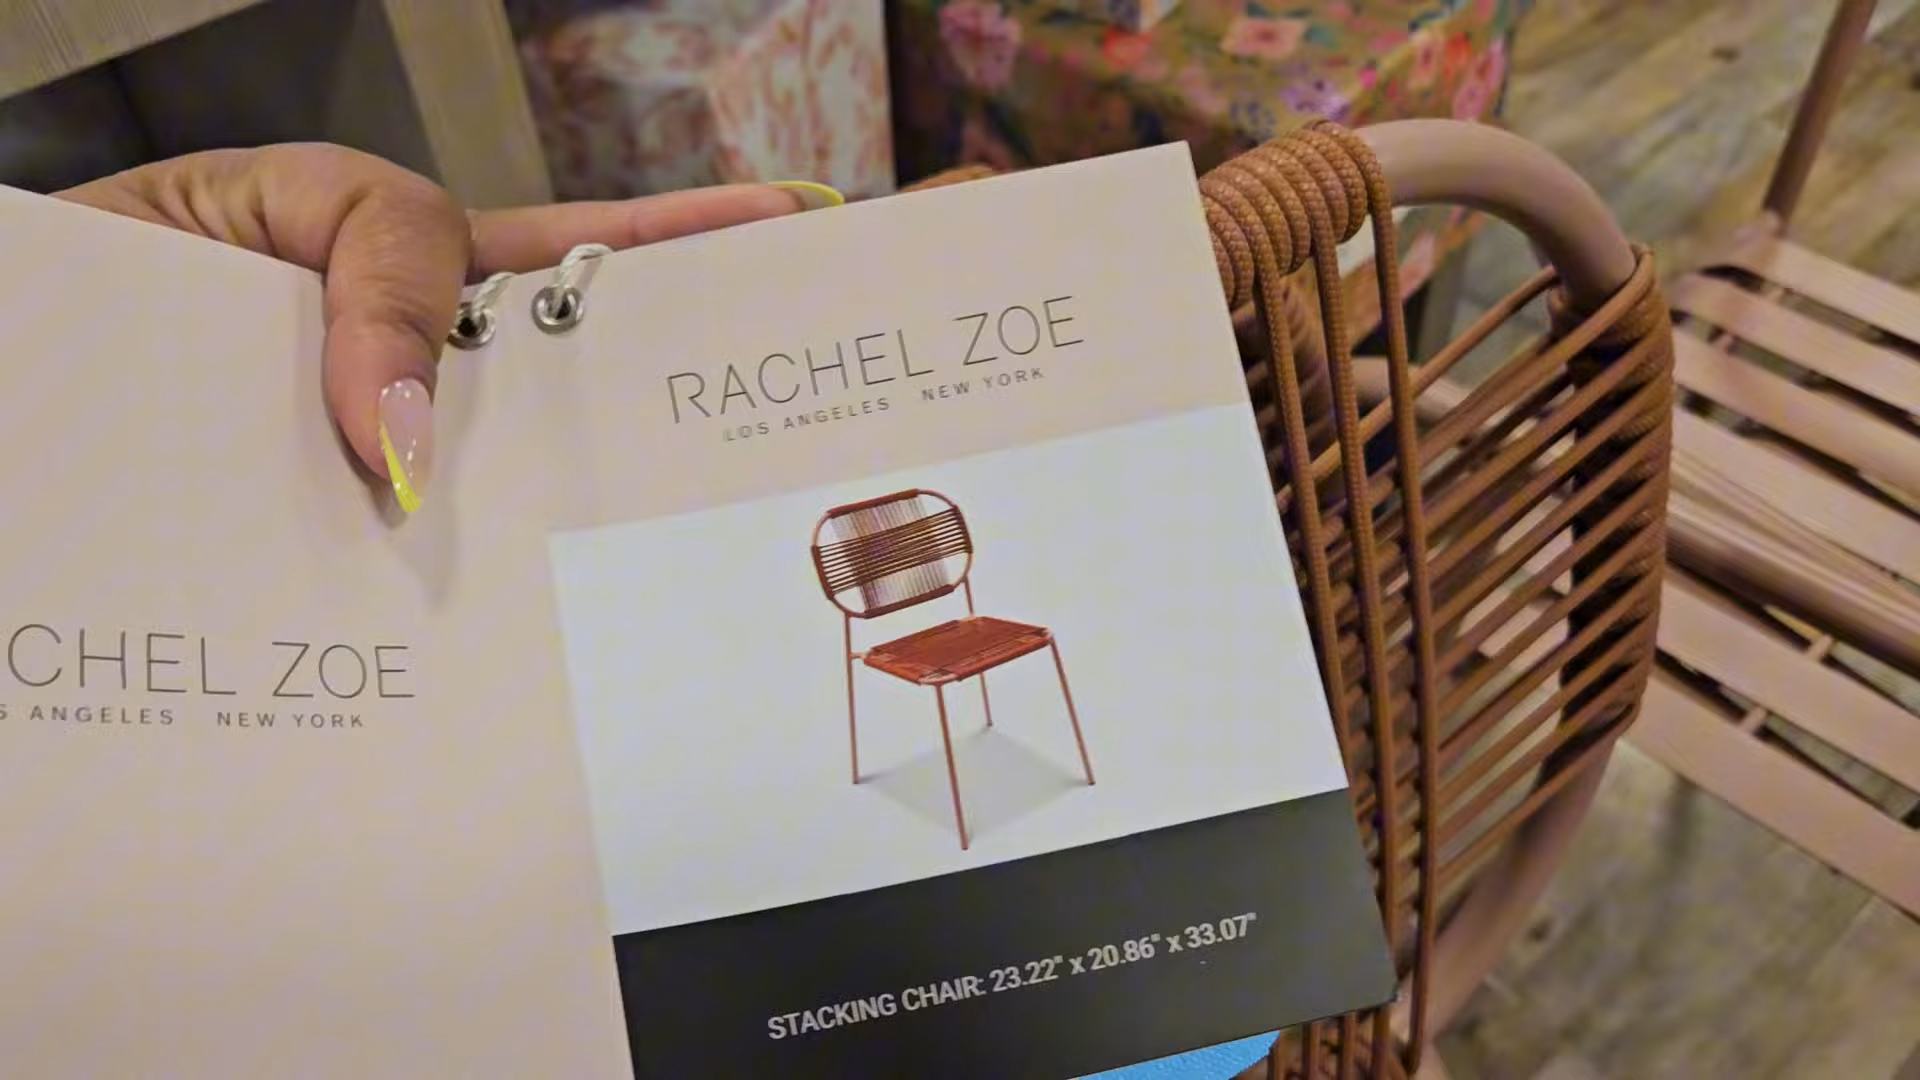 CHEL ZOE
S ANGELES NEW YORK
RACHEL ZOE
LOS ANGELES NEW YORK
STACKING CHAIR: 23.22" x 20.86" x 33.07"